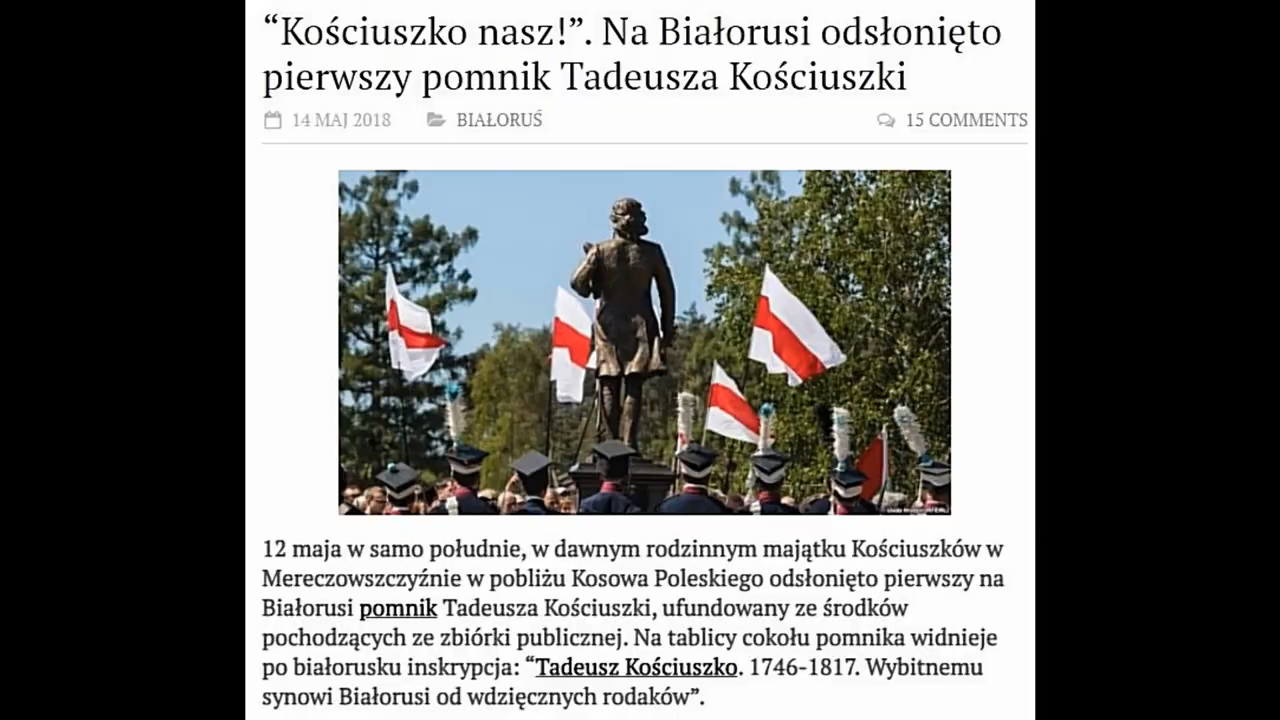 “Kościuszko nasz!”. Na Białorusi odsłonięto
pierwszy pomnik Tadeusza Kościuszki
14 MAJ 2018 BIAŁORUŚ 15 COMMENTS
12 maja w samo południe, w dawnym rodzinnym majątku Kościuszków w
Mereczowszczyźnie w pobliżu Kosowa Poleskiego odsłonięto pierwszy na
Białorusi pomnik Tadeusza Kościuszki, ufundowany ze środków
pochodzących ze zbiórki publicznej. Na tablicy cokołu pomnika widnieje
po białorusku inskrypcja: “Tadeusz Kościuszko. 1746-1817. Wybitnemu
synowi Białorusi od wdzięcznych rodaków”.